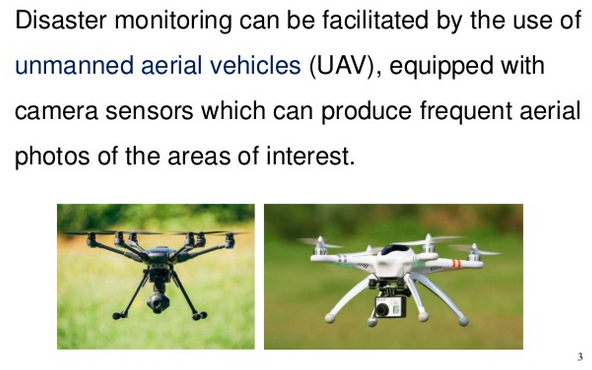 Disaster monitoring can be facilitated by the use of
unmanned aerial vehicles (UAV), equipped with
camera sensors which can produce frequent aerial
photos of the areas of interest.
3